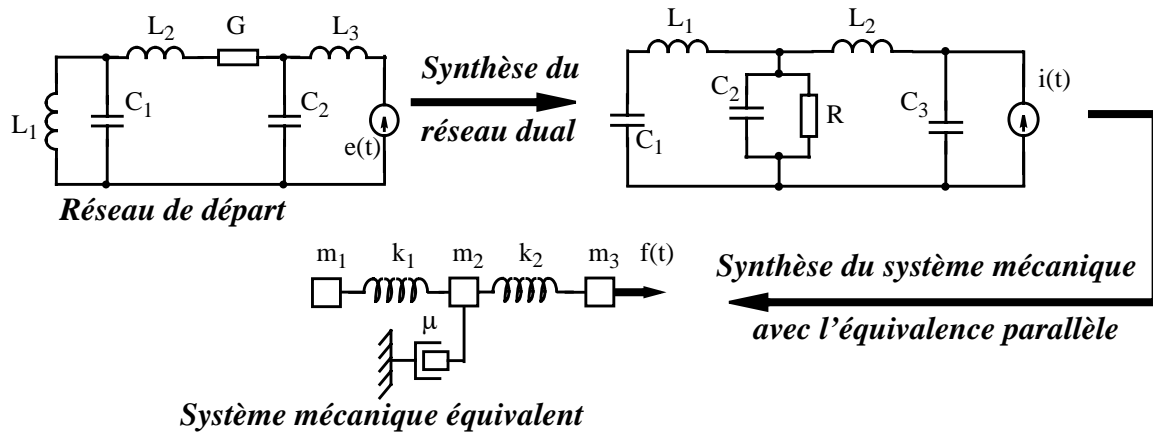 L2 G L3
Synthèse du
réseau dual
L1 C1 C2 e(t)
Réseau de départ
L1 L2
C1 C2 R C3 i(t)
m1 k1 m2 k2 m3 f(t)
μ
Synthèse du système mécanique
avec l'équivalence parallèle
Système mécanique équivalent